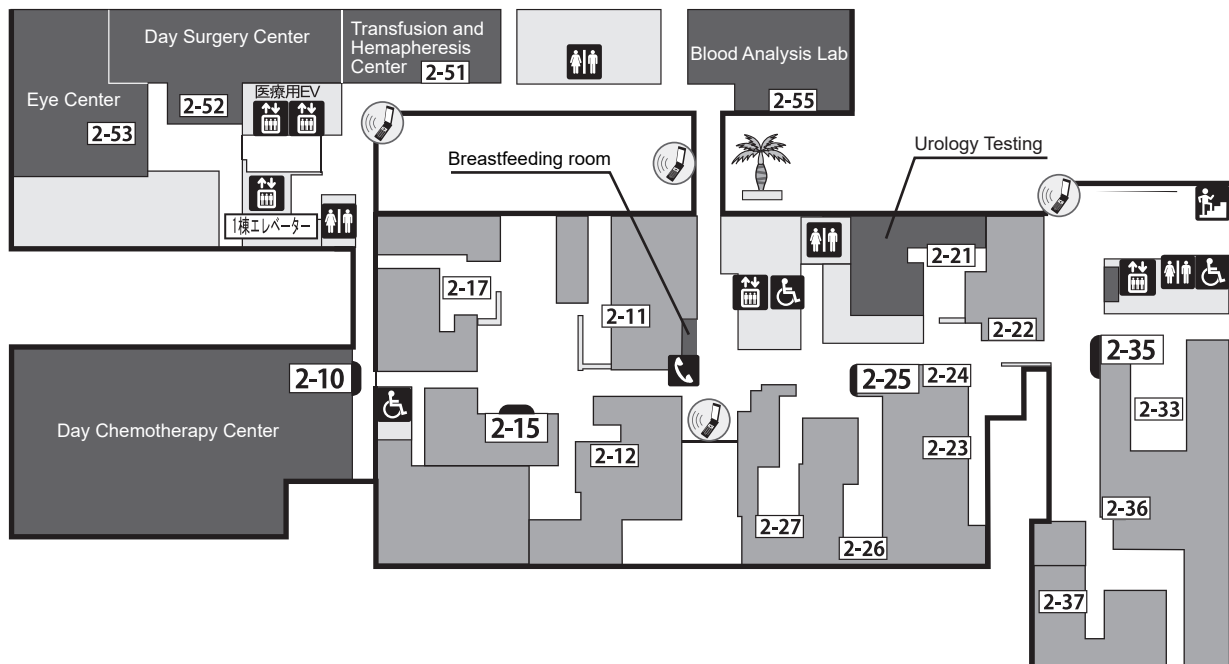 Day Surgery Center
Transfusion and
Hemapheresis
Center
2-51
Blood Analysis Lab
2-55
Eye Center
2-53
2-52
医療用EV
1棟エレベーター
Breastfeeding room
Urology Testing
2-17
2-11
2-21
2-22
2-10
2-15
2-12
2-25
2-24
2-23
2-27
2-26
2-35
2-33
2-36
2-37
Day Chemotherapy Center